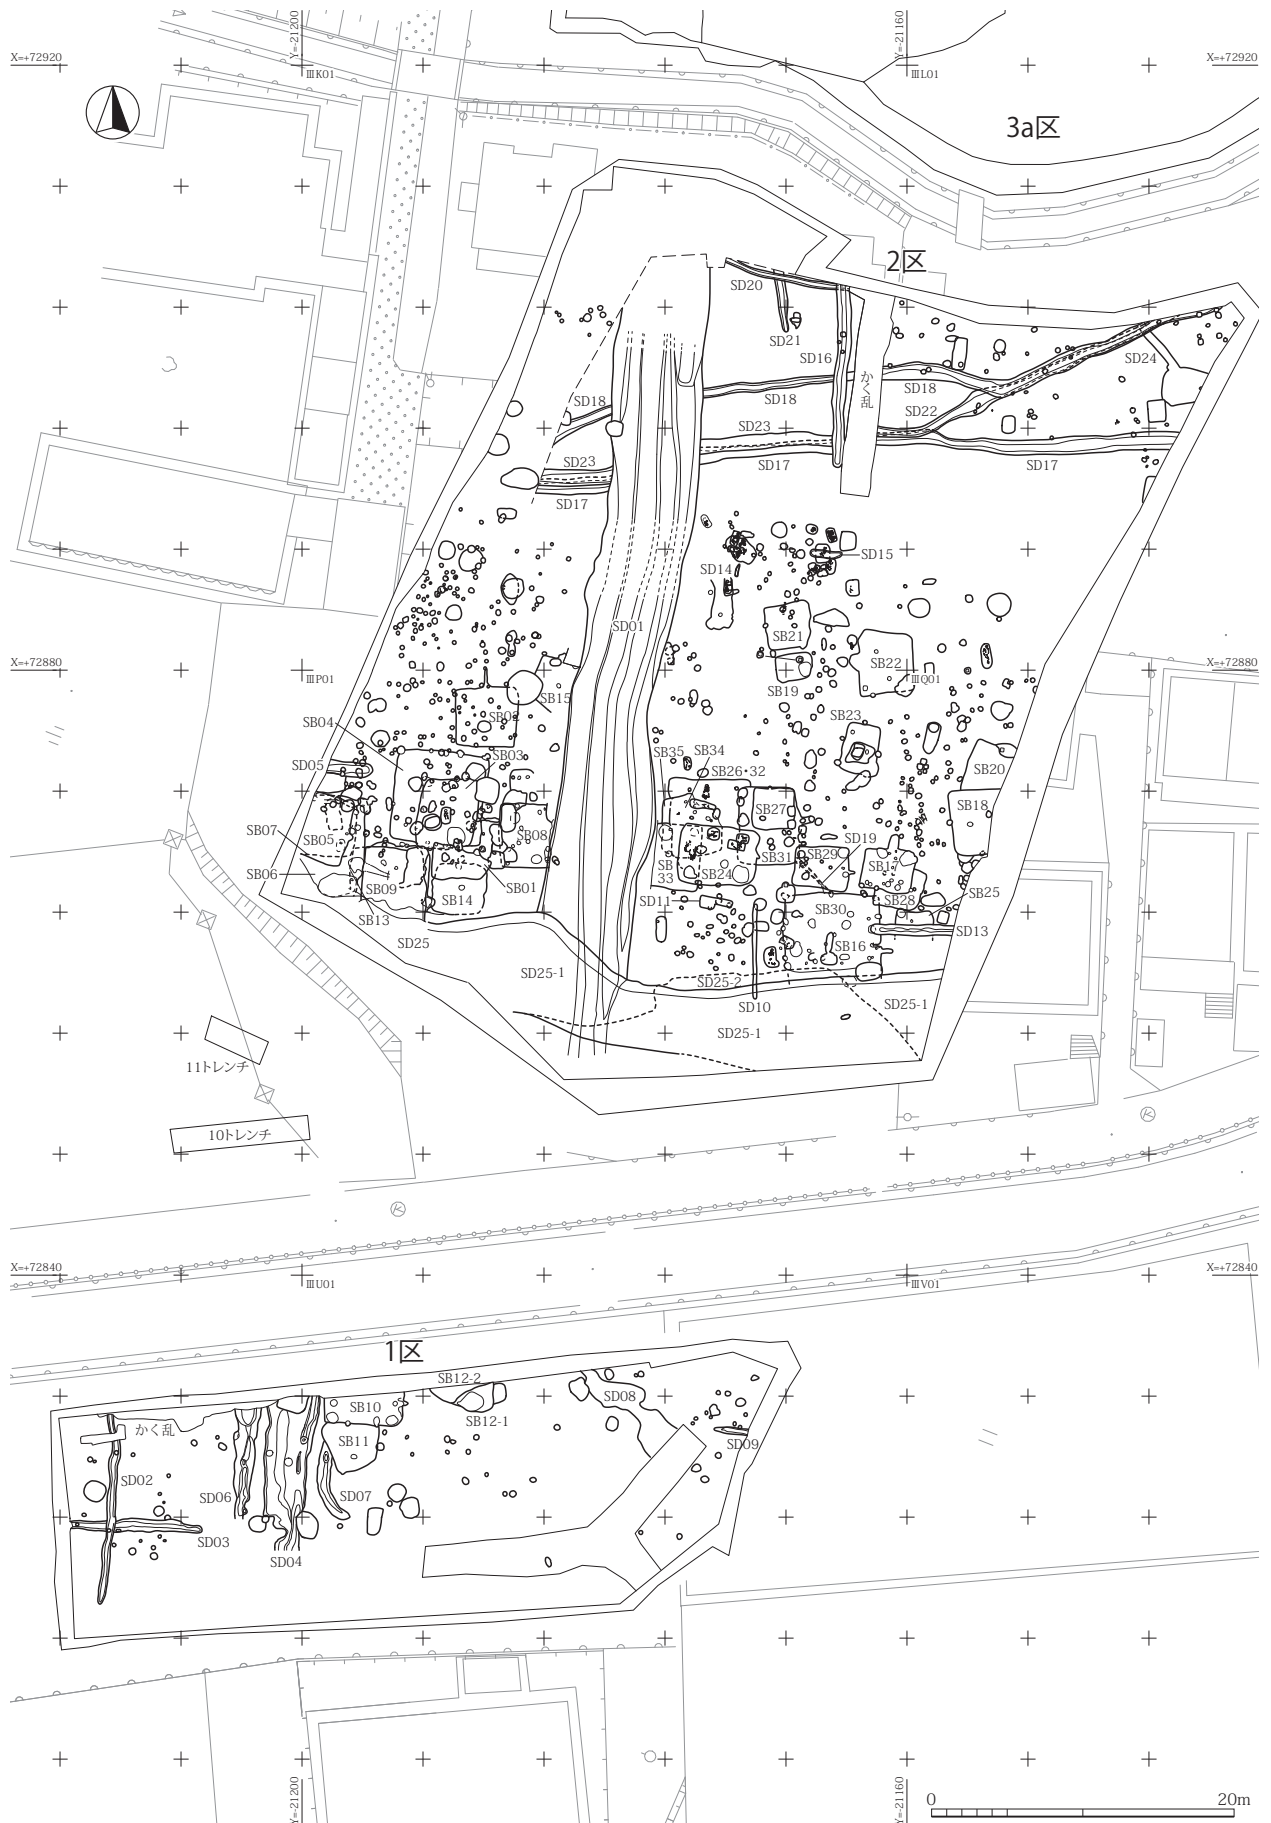 Y=-21200
Y=-21160
X=+72920
X=+72920
ⅢK01
ⅢL01
3a区
2区
SD20
SD21
SD16
SD24
かく乱
SD18
SD18
SD18
SD22
SD23
SD23
SD17
SD17
SD17
SD15
SD14
SD01
SB21
X=+72880
X=+72880
ⅢP01
SB22
ⅢQ01
SB19
SB15
SB02
SB04
SB23
SB03
SB35
SB34
SD05
SB26・32
SB20
SB27
SB18
SB07
SB05
SB08
SD19
SB31
SB29
SB17
SB06
SB09
SB01
SB33
SB24
SB14
SD11
SB28
SB25
SB13
SB30
SD13
SD25
SB16
SD25-1
SD25-2
SD10
SD25-1
SD25-1
11トレンチ
10トレンチ
X=+72840
X=+72840
ⅢU01
ⅢV01
1区
SB12-2
SD08
SB10
SB12-1
かく乱
SB11
SD09
SD02
SD06
SD07
SD03
SD04
Y=-21200
Y=-21160
0
20m